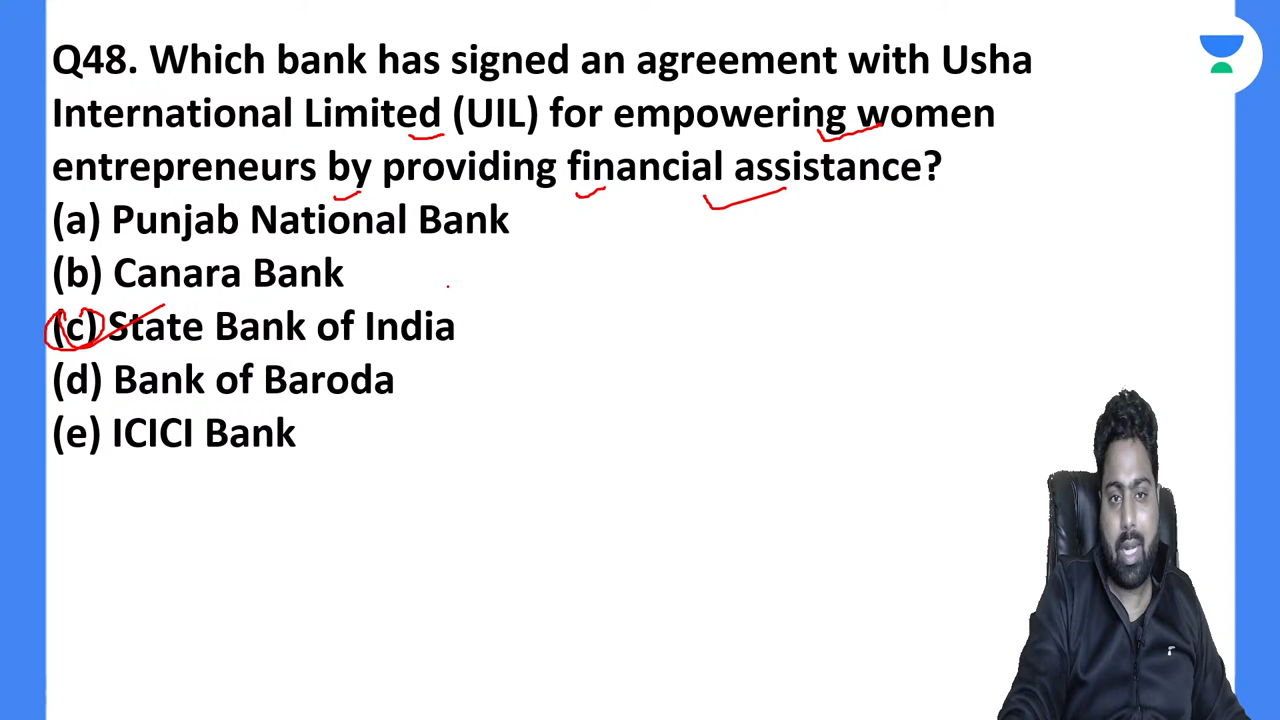 Q48. Which bank has signed an agreement with Usha
International Limited (UIL) for empowering women
entrepreneurs by providing financial assistance?
(a) Punjab National Bank
(b) Canara Bank
(c) State Bank of India
(d) Bank of Baroda
(e) ICICI Bank